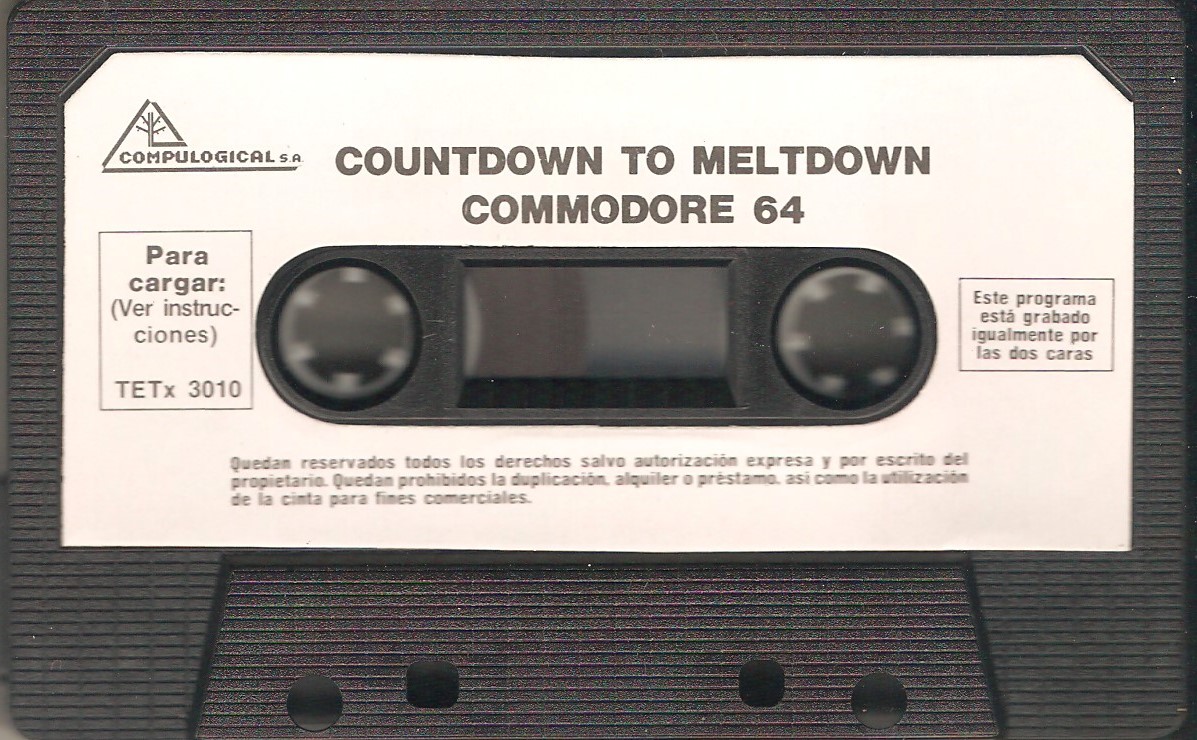 COMPULOGICAL S.A.
COUNTDOWN TO MELTDOWN
COMMODORE 64
Para
cargar:
(Ver instruc-
ciones)
TETx 3010
Este programa
está grabado
igualmente por
las dos caras
Quedan reservados todos los derechos salvo autorización expresa y por escrito del
propietario. Quedan prohibidos la duplicación, alquiler o préstamo, asi como la utilización
de la cinta para fines comerciales.